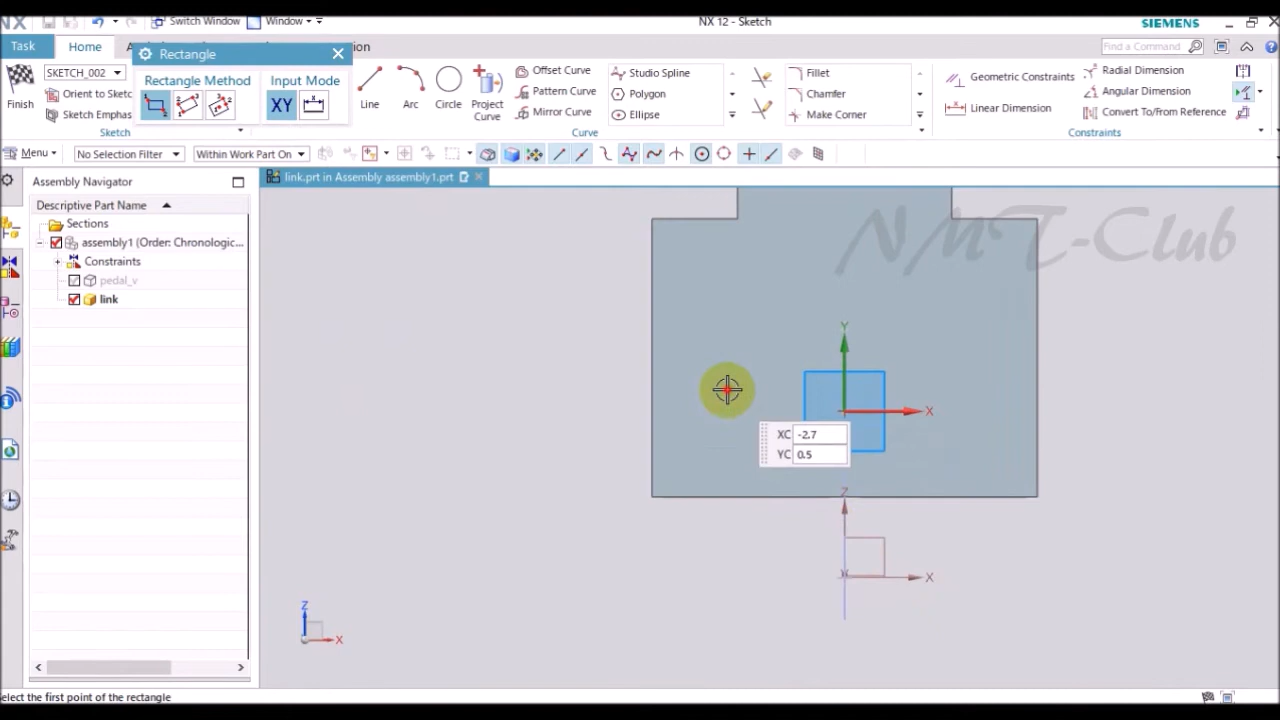 NX
Switch Window
Window
NX 12 - Sketch
SIEMENS
Task
Home
Find a Command
Rectangle
Rectangle Method
Input Mode
XY
Finish
SKETCH_002
Orient to Sketc
Sketch Emphas
Sketch
Line
Arc
Circle
Project
Curve
Offset Curve
Pattern Curve
Mirror Curve
Studio Spline
Polygon
Ellipse
Fillet
Chamfer
Make Corner
Curve
Geometric Constraints
Linear Dimension
Radial Dimension
Angular Dimension
Convert To/From Reference
Constraints
Menu
No Selection Filter
Within Work Part On
Assembly Navigator
link.prt in Assembly assembly1.prt
Descriptive Part Name
Sections
assembly1 (Order: Chronologic...
Constraints
pedal_v
link
NMT-Club
Y
X
XC -2.7
YC 0.5
Z
X
Z
X
elect the first point of the rectangle